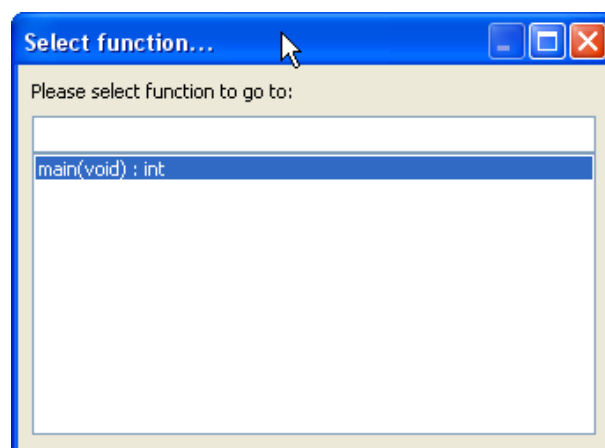 Select function...
Please select function to go to:
main(void) : int